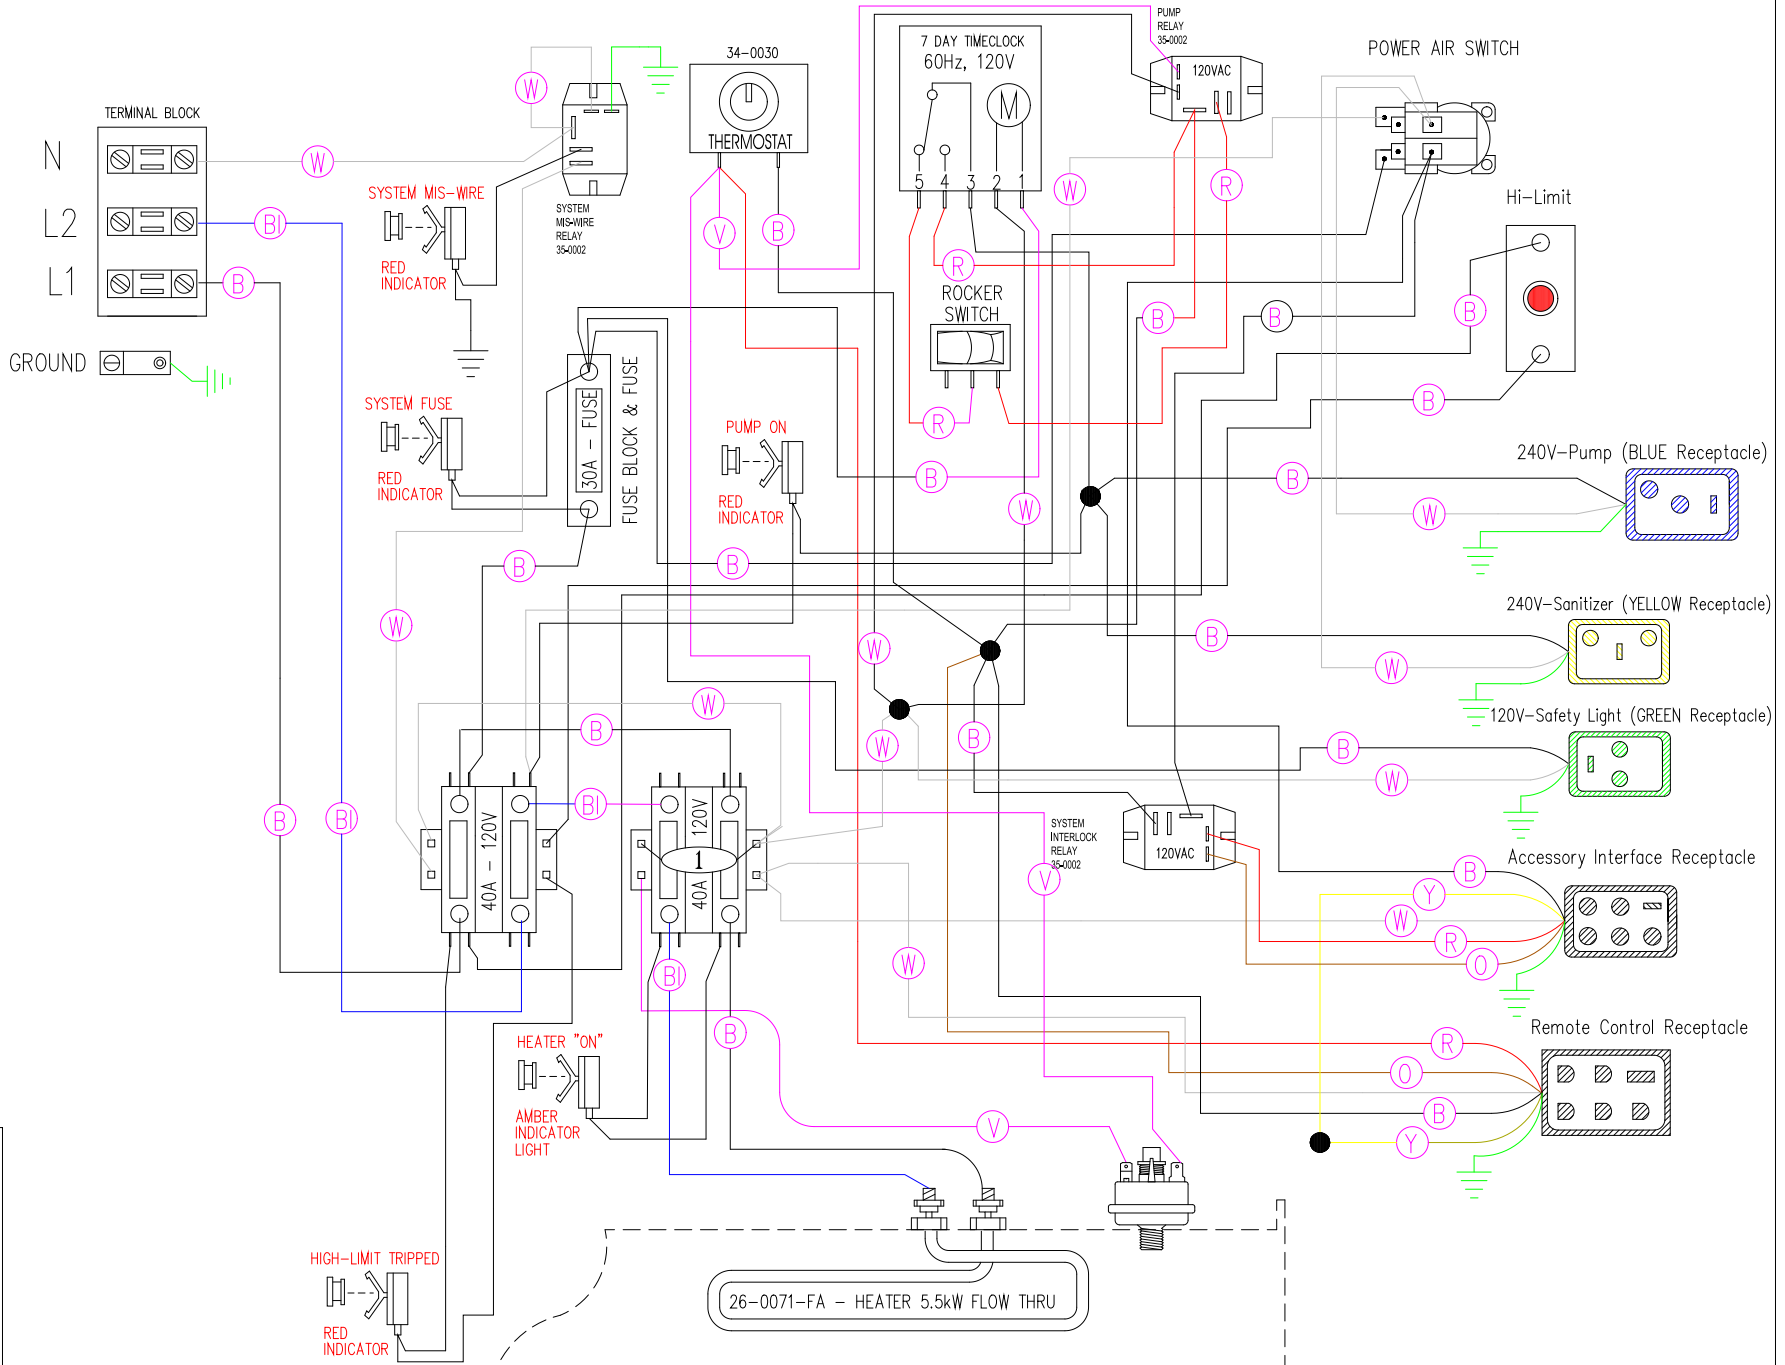 TERMINAL BLOCK
N
L2
L1
GROUND
W
Bl
B
SYSTEM MIS-WIRE
RED
INDICATOR
W
SYSTEM
MIS-WIRE
RELAY
35-0002
34-0030
THERMOSTAT
V
B
7 DAY TIMECLOCK
60Hz, 120V
M
5 4 3 2 1
PUMP
RELAY
35-0002
120VAC
R
W
POWER AIR SWITCH
Hi-Limit
B
B
R
ROCKER
SWITCH
R
B
B
SYSTEM FUSE
RED
INDICATOR
30A - FUSE
FUSE BLOCK & FUSE
PUMP ON
RED
INDICATOR
B
W
B
B
W
240V-Pump (BLUE Receptacle)
B
W
240V-Sanitizer (YELLOW Receptacle)
B
W
120V-Safety Light (GREEN Receptacle)
B
W
W
W
B
W
W
B
B
Bl
Bl
B
40A - 120V
40A 120V
1
SYSTEM
INTERLOCK
RELAY
35-0002
120VAC
V
Accessory Interface Receptacle
B
Y
W
R
O
W
Bl
B
Remote Control Receptacle
R
O
B
Y
HEATER "ON"
AMBER
INDICATOR
LIGHT
V
HIGH-LIMIT TRIPPED
RED
INDICATOR
26-0071-FA - HEATER 5.5kW FLOW THRU